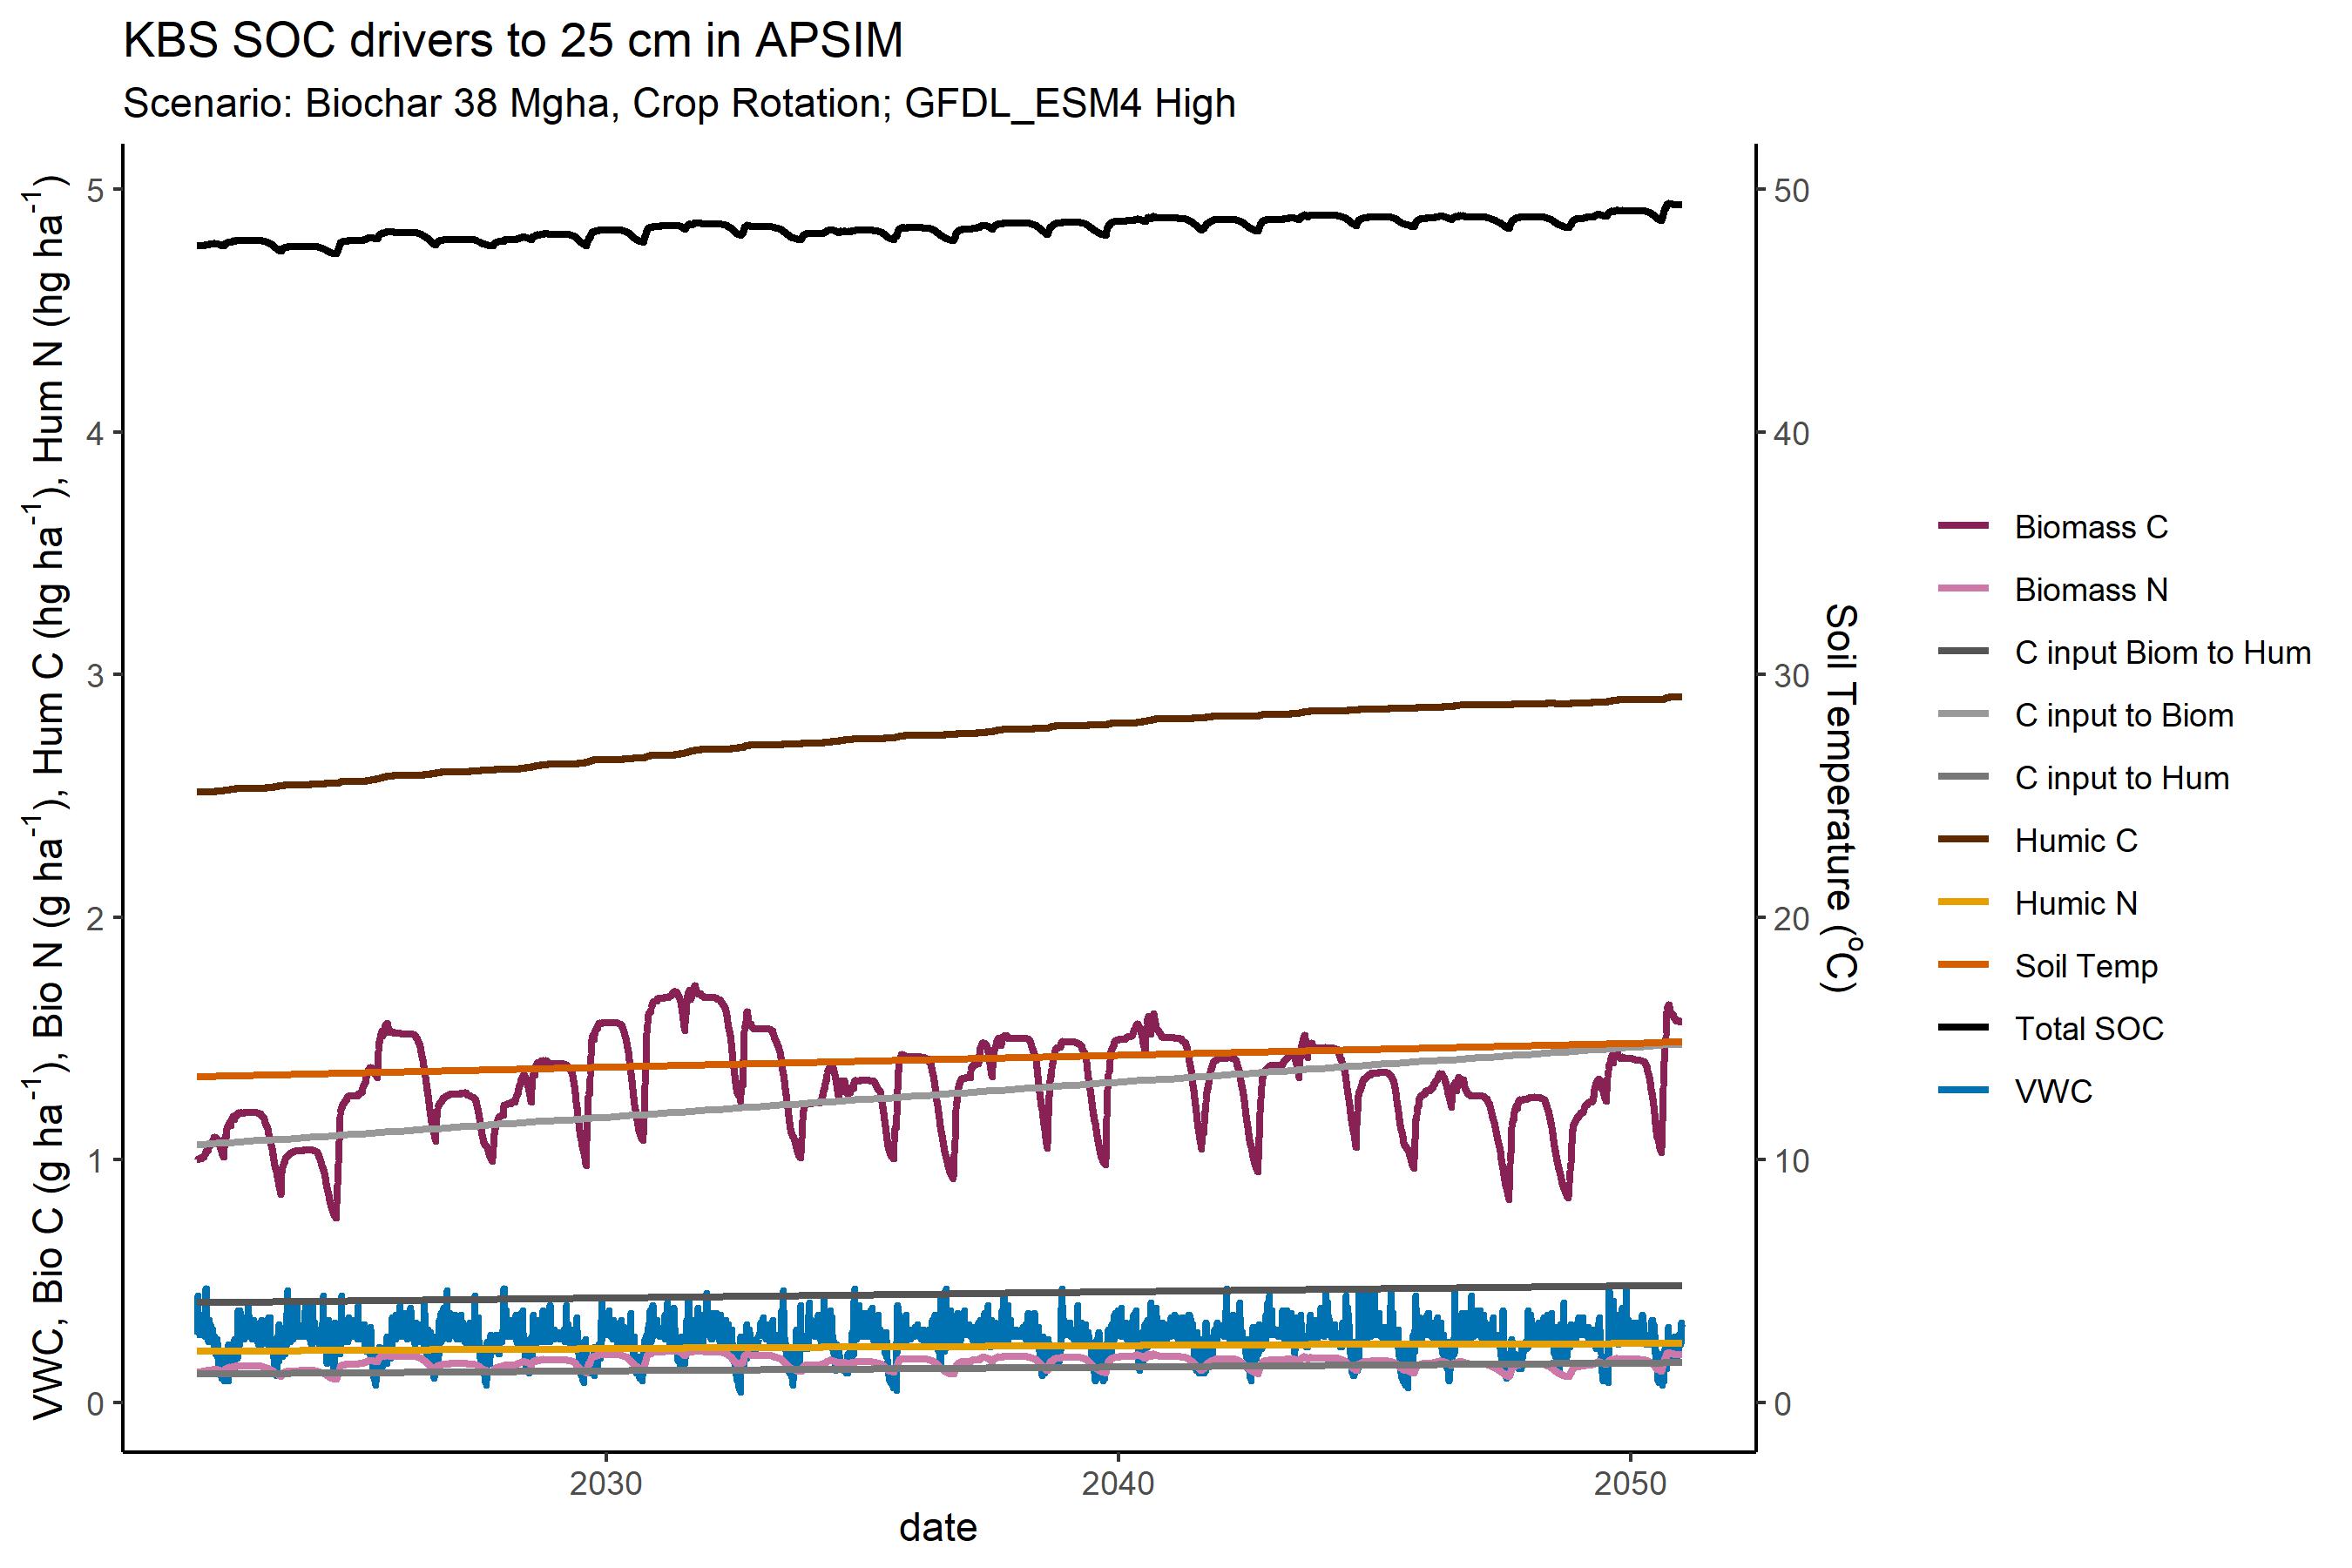 KBS SOC drivers to 25 cm in APSIM
Scenario: Biochar 38 Mgha, Crop Rotation; GFDL_ESM4 High
VWC, Bio C (g ha⁻¹), Bio N (g ha⁻¹), Hum C (hg ha⁻¹), Hum N (hg ha⁻¹)
5
4
3
2
1
0
50
40
30
20
10
0
Soil Temperature (ºC)
2030
2040
2050
date
Biomass C
Biomass N
C input Biom to Hum
C input to Biom
C input to Hum
Humic C
Humic N
Soil Temp
Total SOC
VWC